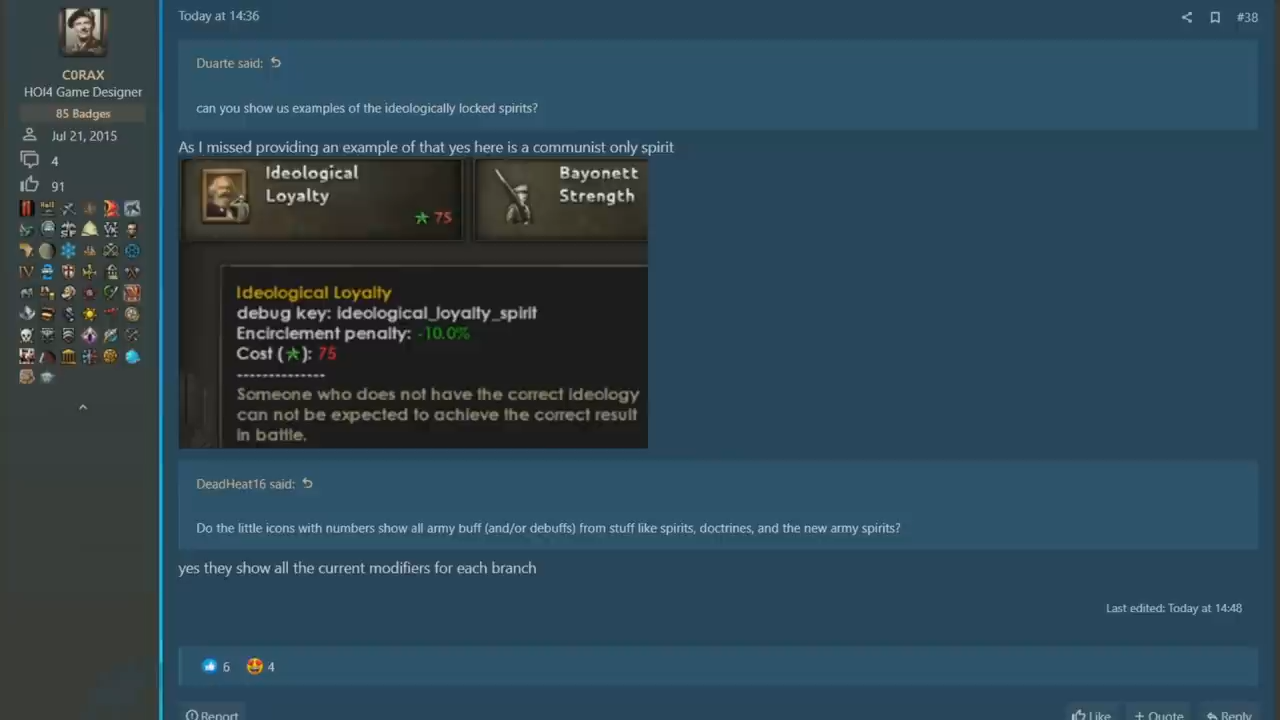 Today at 14:36
#38
C0RAX
HOI4 Game Designer
85 Badges
Jul 21, 2015
4
91
Duarte said:
can you show us examples of the ideologically locked spirits?
As I missed providing an example of that yes here is a communist only spirit
Ideological
Loyalty
75
Bayonett
Strength
Ideological Loyalty
debug key: ideological_loyalty_spirit
Encirclement penalty: -10.0%
Cost (★): 75
--------------
Someone who does not have the correct ideology
can not be expected to achieve the correct result
in battle.
DeadHeat16 said:
Do the little icons with numbers show all army buff (and/or debuffs) from stuff like spirits, doctrines, and the new army spirits?
yes they show all the current modifiers for each branch
Last edited: Today at 14:48
6
4
Report
Like
+ Quote
Reply